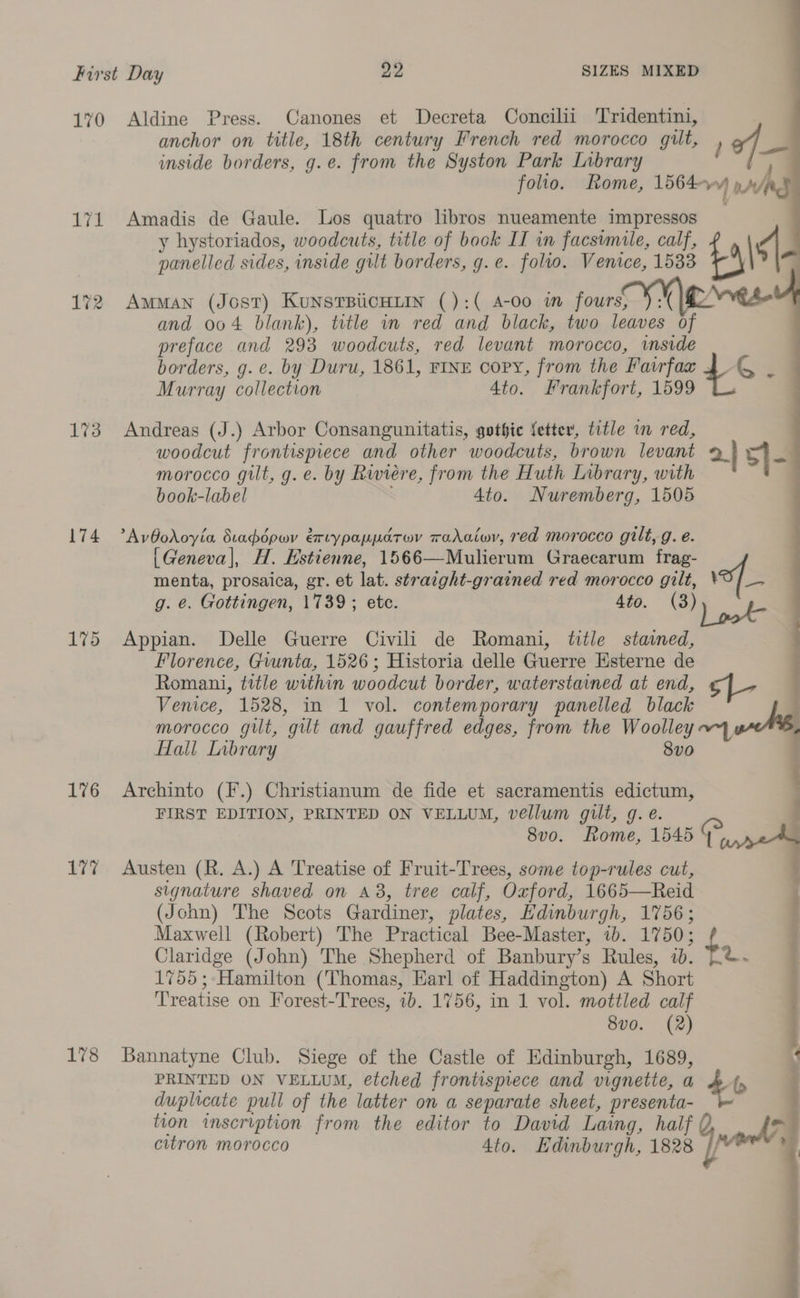 First Day 22 SIZES MIXED
170 Aldine Press. Canones et Decreta Concilii Tridentini,
anchor on title, 18th century French red morocco gilt,
inside borders, g. e. from the Syston Park Library
folio. Rome, 1564
171 Amadis de Gaule. Los quatro libros nueamente impressos
y hystoriados, woodcuts, title of book II in facsimile, calf,
panelled sides, inside gilt borders, g. e. folio. Venice, 1533
172 Amman (Jost) Kunstbüchlin ():( A-Oo in fours,
and oo4 blank), title in red and black, two leaves of
preface and 293 woodcuts, red levant morocco, inside
borders, g. e. by Duru, 1861, FINE COPY, from the Fairfax
Murray collection 4to. Frankfort, 1599
173 Andreas (J.) Arbor Consangunitatis, gothic letter, title in red,
woodcut frontispiece and other woodcuts, brown levant
morocco gilt, g. e. by Rivière, from the Huth Library, with
book-label 4to. Nuremberg, 1505
174 ’Ανθολογία διαφόρων ἐπιγραμμάτων παλαίων, red morocco gilt, g. e.
[Geneva], H. Estienne, 1566—Mulierum Graecarum frag-
menta, prosaica, gr. et lat. straight-grained red morocco gilt,
g. e. Gottingen, 1739; etc. 4to. (3)
175 Appian. Delle Guerre Civili de Romani, title stained,
Florence, Giunta, 1526; Historia delle Guerre Esterne de
Romani, title within woodcut border, waterstained at end,
Venice, 1528, in 1 vol. contemporary panelled black
morocco gilt, gilt and gauffred edges, from the Woolley
Hall Library 8vo
176 Archinto (F.) Christianum de fide et sacramentis edictum,
FIRST EDITION, PRINTED ON VELLUM, vellum gilt, g. e.
8vo. Rome, 1545
177 Austen (R. A.) A Treatise of Fruit-Trees, some top-rules cut,
signature shaved on A3, tree calf, Oxford, 1665—Reid
(John) The Scots Gardiner, plates, Edinburgh, 1756;
Maxwell (Robert) The Practical Bee-Master, ib. 1750;
Claridge (John) The Shepherd of Banbury’s Rules, ib.
1755; Hamilton (Thomas, Earl of Haddington) A Short
Treatise on Forest-Trees, ib. 1756, in 1 vol. mottled calf
8vo. (2)
178 Bannatyne Club. Siege of the Castle of Edinburgh, 1689,
PRINTED ON VELLUM, etched frontispiece and vignette, a
duplicate pull of the latter on a separate sheet, presenta-
tion inscription from the editor to David Laing, half
citron morocco 4to. Edinburgh, 1828